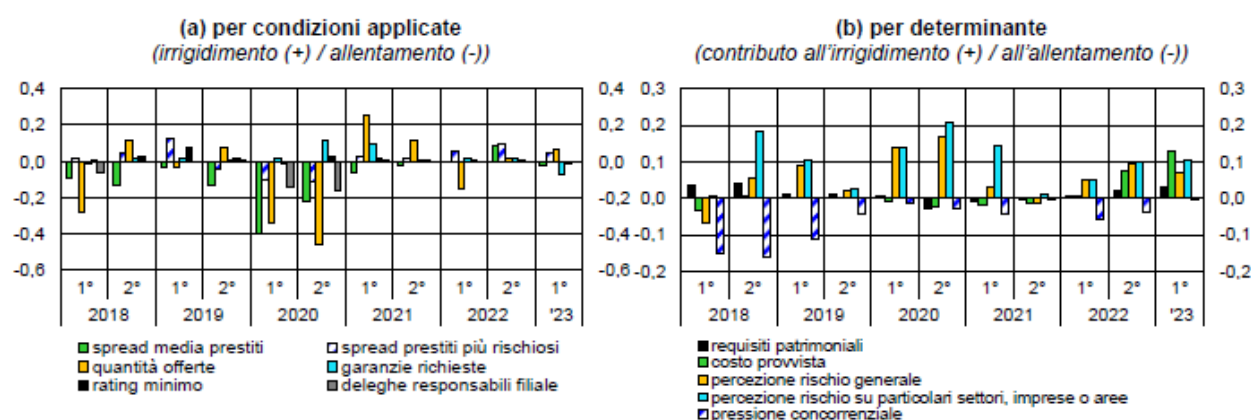 (a) per condizioni applicate
(irrigidimento (+) / allentamento (-))
0,4
0,2
0,0
-0,2
-0,4
-0,6
0,4
0,2
0,0
-0,2
-0,4
-0,6
1° 2° 1° 2° 1° 2° 1° 2° 1° 2° 1°
2018 2019 2020 2021 2022 '23
spread media prestiti
spread prestiti più rischiosi
quantità offerte
garanzie richieste
rating minimo
deleghe responsabili filiale
(b) per determinante
(contributo all'irrigidimento (+) / all'allentamento (-))
0,3
0,2
0,1
0,0
-0,1
-0,2
0,3
0,2
0,1
0,0
-0,1
-0,2
1° 2° 1° 2° 1° 2° 1° 2° 1° 2° 1°
2018 2019 2020 2021 2022 '23
requisiti patrimoniali
costo provvista
percezione rischio generale
percezione rischio su particolari settori, imprese o aree
pressione concorrenziale